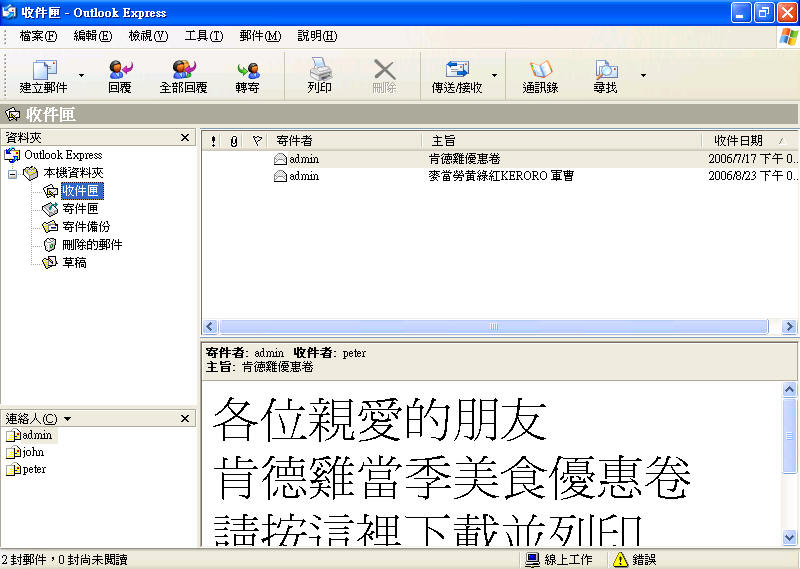 收件匣 - Outlook Express
檔案(F) 編輯(E) 檢視(V) 工具(T) 郵件(M) 說明(H)
建立郵件 回覆 全部回覆 轉寄 列印 刪除 傳送/接收 通訊錄 尋找
收件匣
資料夾
Outlook Express
本機資料夾
收件匣
寄件匣
寄件備份
刪除的郵件
草稿
寄件者 主旨 收件日期
admin 肯德雞優惠卷 2006/7/17 下午 0...
admin 麥當勞黃綠紅KERORO 軍曹 2006/8/23 下午 0...
寄件者: admin 收件者: peter
主旨: 肯德雞優惠卷
各位親愛的朋友
肯德雞當季美食優惠卷
請按這裡下載並列印
連絡人(C)
admin
john
peter
2 封郵件，0 封尚未閱讀 線上工作 錯誤